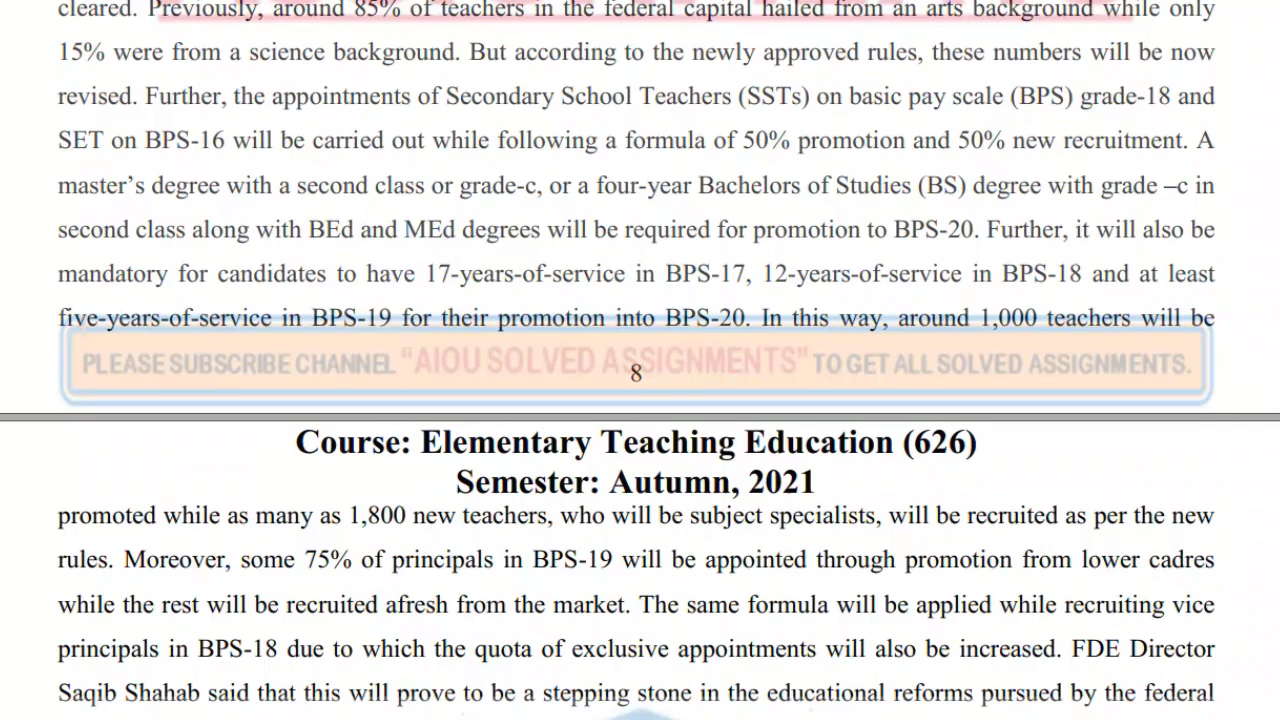 cleared. Previously, around 85% of teachers in the federal capital hailed from an arts background while only
15% were from a science background. But according to the newly approved rules, these numbers will be now
revised. Further, the appointments of Secondary School Teachers (SSTs) on basic pay scale (BPS) grade-18 and
SET on BPS-16 will be carried out while following a formula of 50% promotion and 50% new recruitment. A
master’s degree with a second class or grade-c, or a four-year Bachelors of Studies (BS) degree with grade –c in
second class along with BEd and MEd degrees will be required for promotion to BPS-20. Further, it will also be
mandatory for candidates to have 17-years-of-service in BPS-17, 12-years-of-service in BPS-18 and at least
five-years-of-service in BPS-19 for their promotion into BPS-20. In this way, around 1,000 teachers will be
PLEASE SUBSCRIBE CHANNEL "AIOU SOLVED ASSIGNMENTS" TO GET ALL SOLVED ASSIGNMENTS.
8
Course: Elementary Teaching Education (626)
Semester: Autumn, 2021
promoted while as many as 1,800 new teachers, who will be subject specialists, will be recruited as per the new
rules. Moreover, some 75% of principals in BPS-19 will be appointed through promotion from lower cadres
while the rest will be recruited afresh from the market. The same formula will be applied while recruiting vice
principals in BPS-18 due to which the quota of exclusive appointments will also be increased. FDE Director
Saqib Shahab said that this will prove to be a stepping stone in the educational reforms pursued by the federal